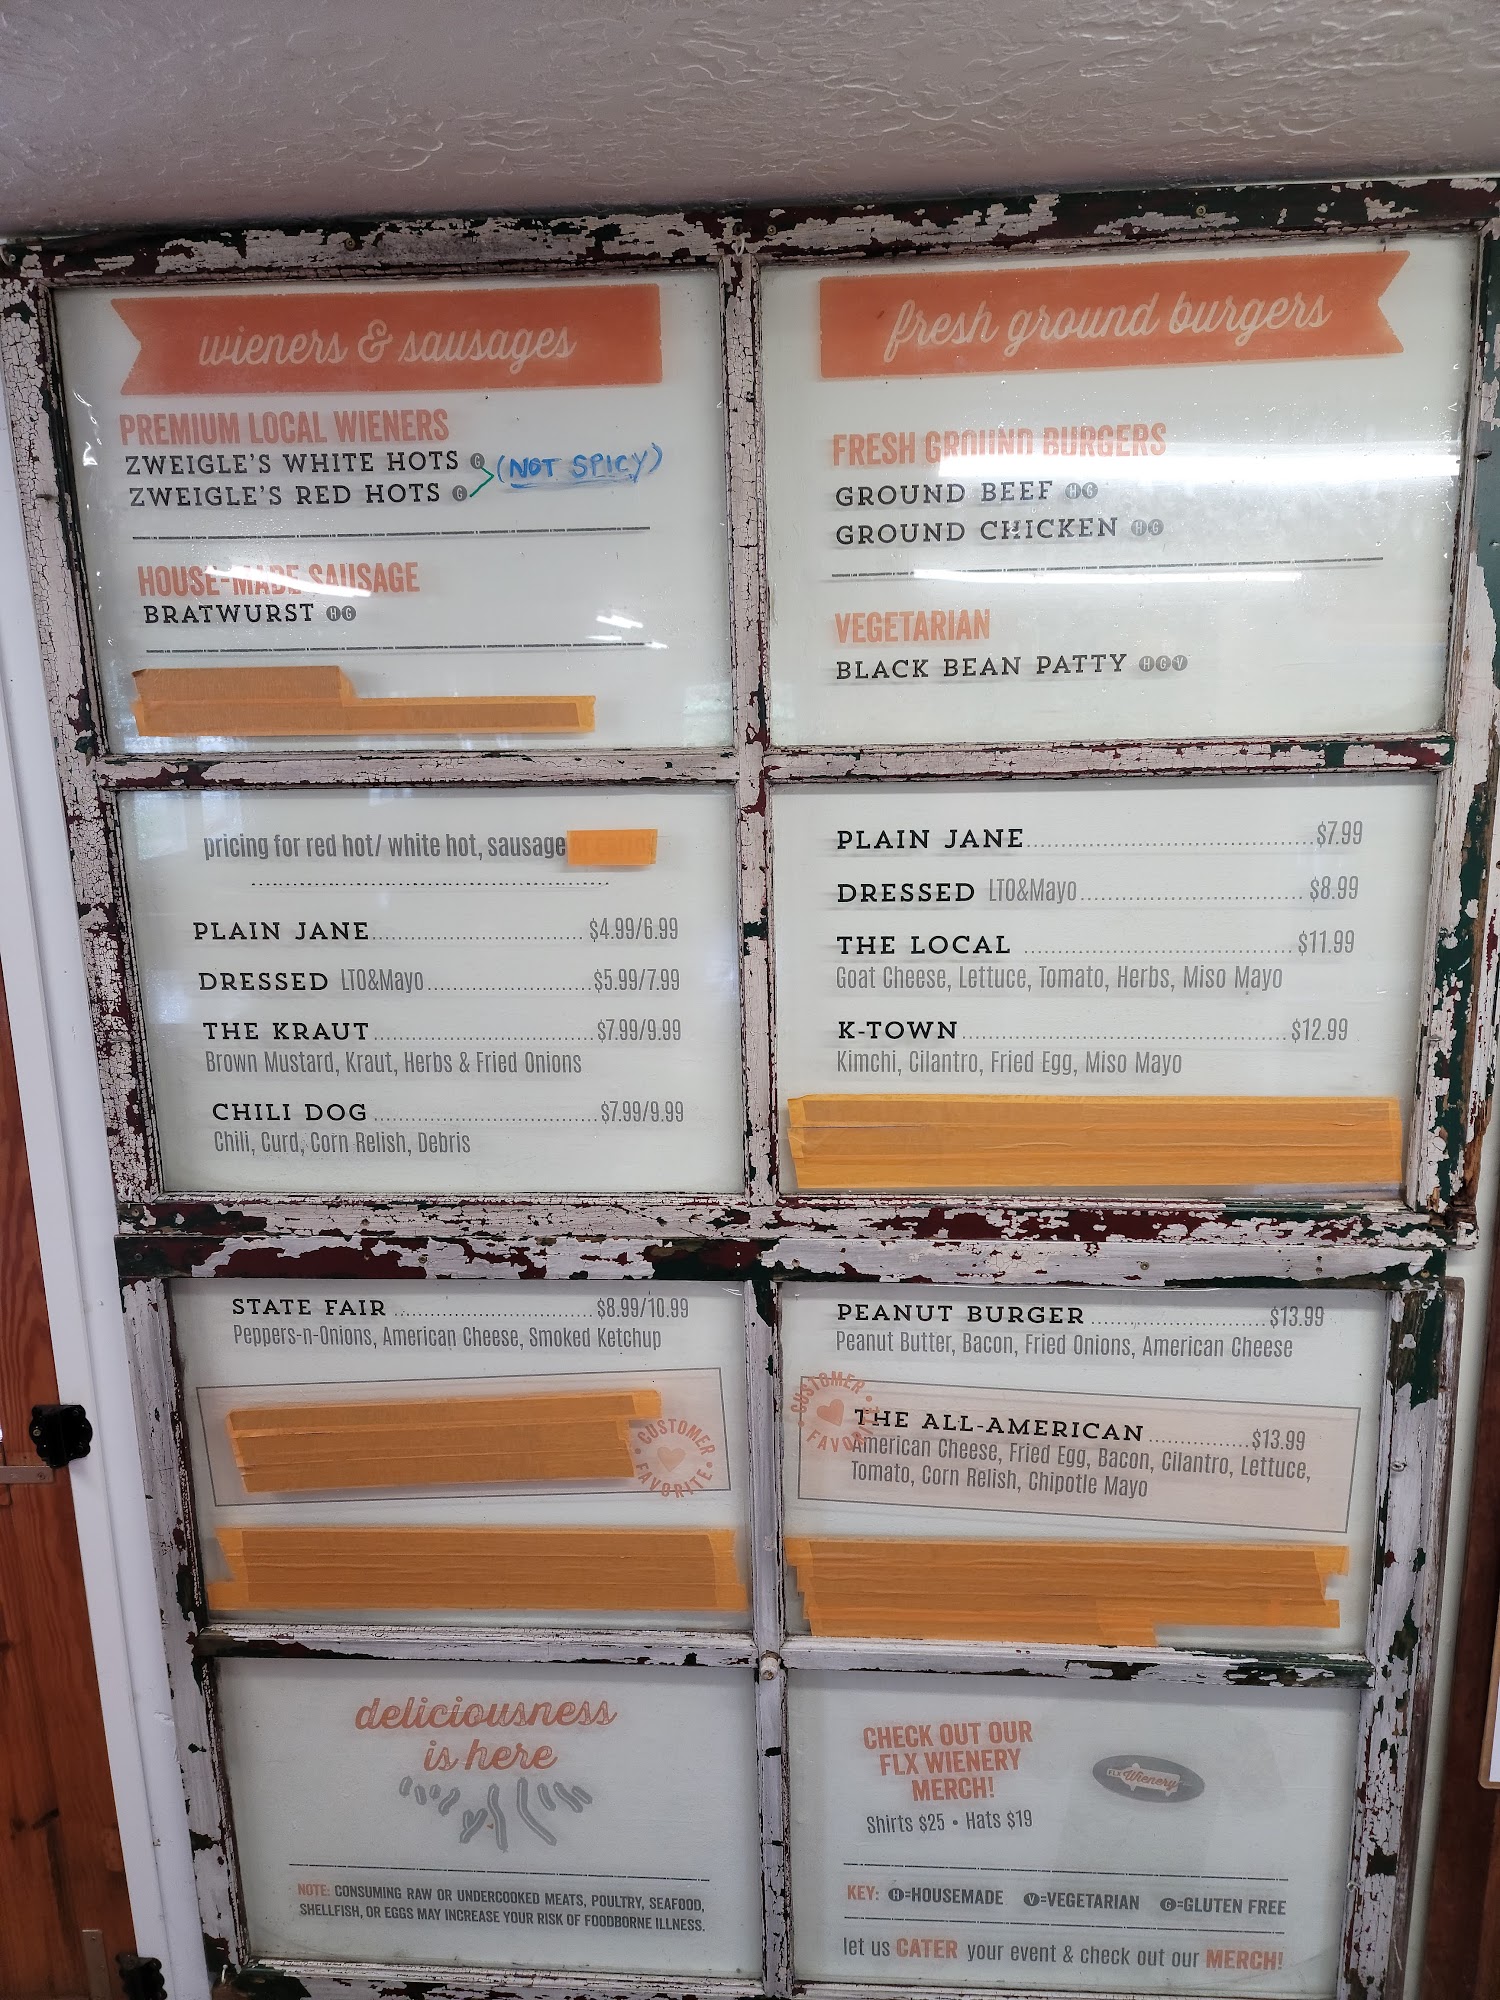 wieners & sausages
PREMIUM LOCAL WIENERS
ZWEIGLE'S WHITE HOTS G
ZWEIGLE'S RED HOTS G
(NOT SPICY)
HOUSE-MADE SAUSAGE
BRATWURST H G
pricing for red hot/ white hot, sausage
PLAIN JANE $4.99/6.99
DRESSED LTO&Mayo $5.99/7.99
THE KRAUT $7.99/9.99
Brown Mustard, Kraut, Herbs & Fried Onions
CHILI DOG $7.99/9.99
Chili, Curd, Corn Relish, Debris
STATE FAIR $8.99/10.99
Peppers-n-Onions, American Cheese, Smoked Ketchup
CUSTOMER FAVORITE
deliciousness
is here
NOTE: CONSUMING RAW OR UNDERCOOKED MEATS, POULTRY, SEAFOOD,
SHELLFISH, OR EGGS MAY INCREASE YOUR RISK OF FOODBORNE ILLNESS.
fresh ground burgers
FRESH GROUND BURGERS
GROUND BEEF H G
GROUND CHICKEN H G
VEGETARIAN
BLACK BEAN PATTY H G V
PLAIN JANE $7.99
DRESSED LTO&Mayo $8.99
THE LOCAL $11.99
Goat Cheese, Lettuce, Tomato, Herbs, Miso Mayo
K-TOWN $12.99
Kimchi, Cilantro, Fried Egg, Miso Mayo
PEANUT BURGER $13.99
Peanut Butter, Bacon, Fried Onions, American Cheese
CUSTOMER FAVORITE
THE ALL-AMERICAN $13.99
American Cheese, Fried Egg, Bacon, Cilantro, Lettuce,
Tomato, Corn Relish, Chipotle Mayo
CHECK OUT OUR
FLX WIENERY
MERCH!
Shirts $25 • Hats $19
FLX Wienery
KEY: H=HOUSEMADE V=VEGETARIAN G=GLUTEN FREE
let us CATER your event & check out our MERCH!